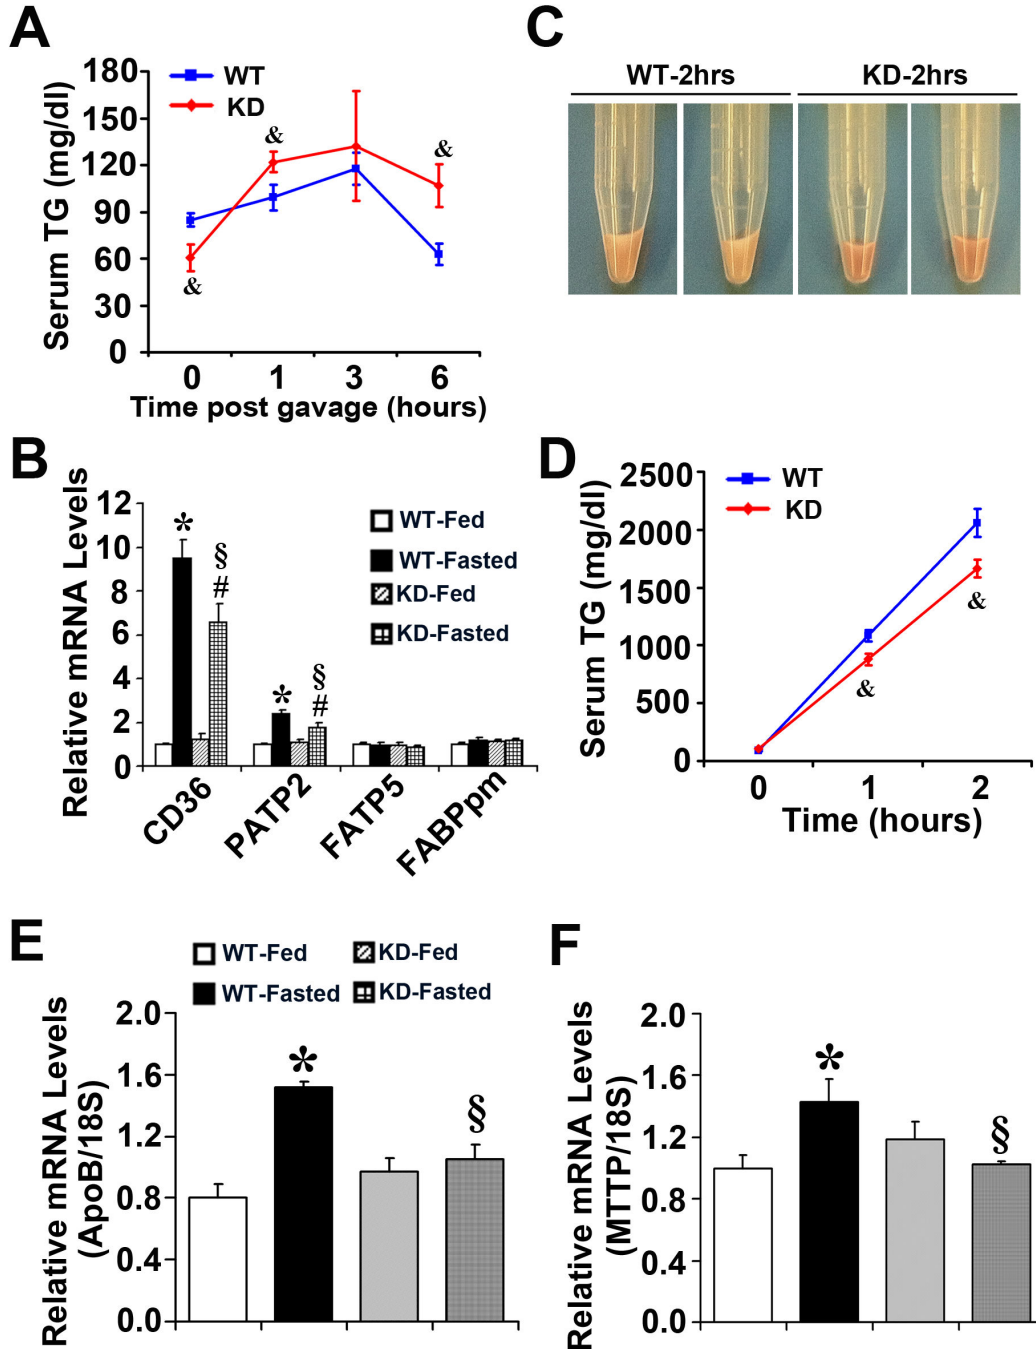 A
Serum TG (mg/dl)
180
150
120
90
60
30
0
WT
KD
&
&
&
0 1 3 6
Time post gavage (hours)
C
WT-2hrs KD-2hrs
B
Relative mRNA Levels
12
10
8
6
4
2
0
WT-Fed
WT-Fasted
KD-Fed
KD-Fasted
*
§
#
*
§
#
CD36 PATP2 FATP5 FABPpm
D
Serum TG (mg/dl)
2500
2000
1500
1000
500
0
WT
KD
&
&
0 1 2
Time (hours)
E
WT-Fed KD-Fed
WT-Fasted KD-Fasted
Relative mRNA Levels
(ApoB/18S)
2.0
1.6
1.2
0.8
0.4
0.0
*
§
F
Relative mRNA Levels
(MTTP/18S)
2.0
1.6
1.2
0.8
0.4
0.0
*
§